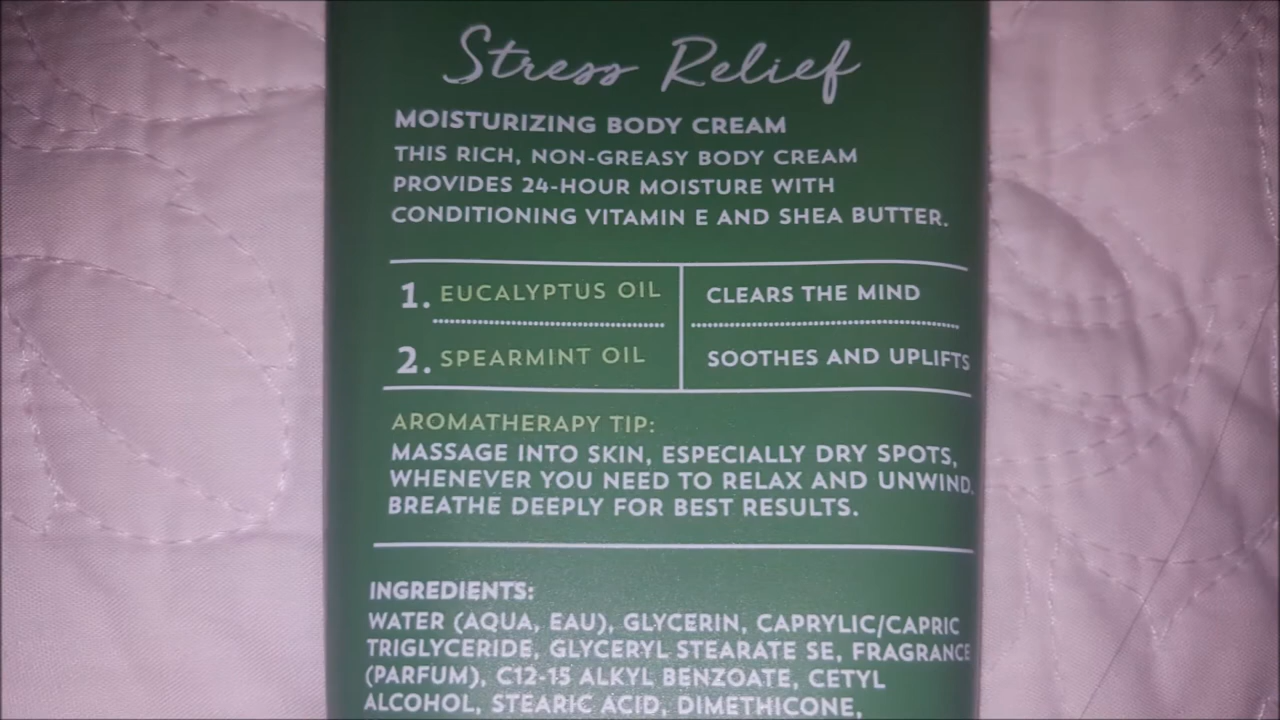 Stress Relief
MOISTURIZING BODY CREAM
THIS RICH, NON-GREASY BODY CREAM
PROVIDES 24-HOUR MOISTURE WITH
CONDITIONING VITAMIN E AND SHEA BUTTER.
1. EUCALYPTUS OIL CLEARS THE MIND
2. SPEARMINT OIL SOOTHES AND UPLIFTS
AROMATHERAPY TIP:
MASSAGE INTO SKIN, ESPECIALLY DRY SPOTS,
WHENEVER YOU NEED TO RELAX AND UNWIND.
BREATHE DEEPLY FOR BEST RESULTS.
INGREDIENTS:
WATER (AQUA, EAU), GLYCERIN, CAPRYLIC/CAPRIC
TRIGLYCERIDE, GLYCERYL STEARATE SE, FRAGRANCE
(PARFUM), C12-15 ALKYL BENZOATE, CETYL
ALCOHOL, STEARIC ACID, DIMETHICONE,